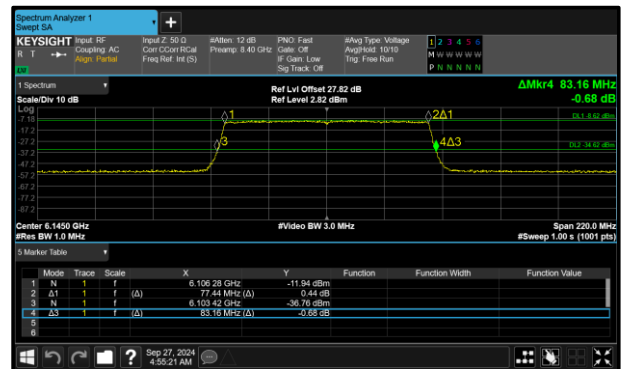 Spectrum Analyzer 1
Swept SA
+
KEYSIGHT Input: RF Input Z: 50 Ω #Atten: 12 dB PNO: Fast #Avg Type: Voltage 1 2 3 4 5 6
R T Coupling: AC Corr CCorr RCal Preamp: 8.40 GHz Gate: Off Avg|Hold: 10/10 M W W W W W
Align: Partial Freq Ref: Int (S) IF Gain: Low Trig: Free Run
Sig Track: Off P N N N N N
1 Spectrum ΔMkr4 83.16 MHz
Ref Lvl Offset 27.82 dB
Scale/Div 10 dB Ref Level 2.82 dBm -0.68 dB
Log
-7.18 1 2Δ1 DL1 -8.62 dBm
-17.2
-27.2
-37.2 3 4Δ3 DL2 -34.62 dBm
-47.2
-57.2
-67.2
-77.2
-87.2
Center 6.1450 GHz #Video BW 3.0 MHz Span 220.0 MHz
#Res BW 1.0 MHz #Sweep 1.00 s (1001 pts)
5 Marker Table
Mode Trace Scale X Y Function Function Width Function Value
1 N 1 f 6.106 28 GHz -11.94 dBm
2 Δ1 1 f (Δ) 77.44 MHz (Δ) 0.44 dB
3 N 1 f 6.103 42 GHz -36.76 dBm
4 Δ3 1 f (Δ) 83.16 MHz (Δ) -0.68 dB
5
6
? Sep 27, 2024
4:55:21 AM